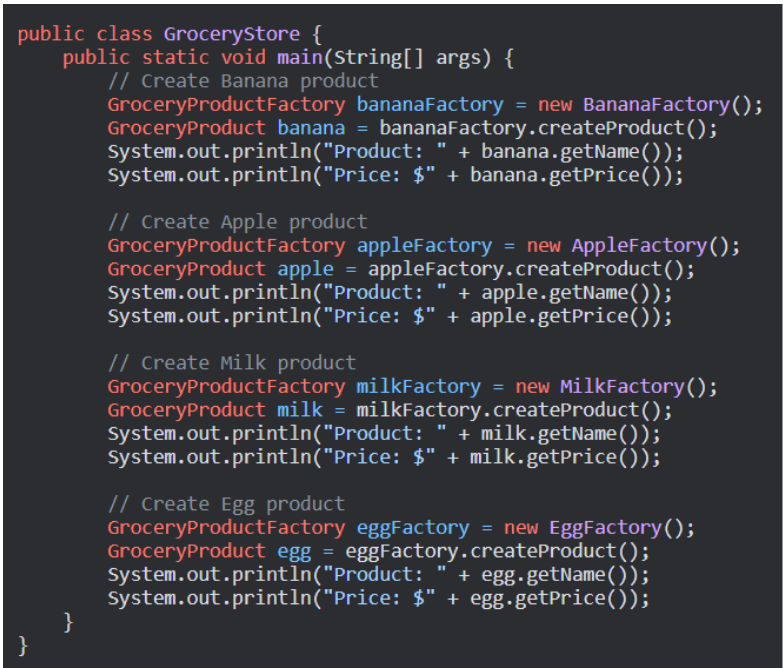 public class GroceryStore {
    public static void main(String[] args) {
        // Create Banana product
        GroceryProductFactory bananaFactory = new BananaFactory();
        GroceryProduct banana = bananaFactory.createProduct();
        System.out.println("Product: " + banana.getName());
        System.out.println("Price: $" + banana.getPrice());

        // Create Apple product
        GroceryProductFactory appleFactory = new AppleFactory();
        GroceryProduct apple = appleFactory.createProduct();
        System.out.println("Product: " + apple.getName());
        System.out.println("Price: $" + apple.getPrice());

        // Create Milk product
        GroceryProductFactory milkFactory = new MilkFactory();
        GroceryProduct milk = milkFactory.createProduct();
        System.out.println("Product: " + milk.getName());
        System.out.println("Price: $" + milk.getPrice());

        // Create Egg product
        GroceryProductFactory eggFactory = new EggFactory();
        GroceryProduct egg = eggFactory.createProduct();
        System.out.println("Product: " + egg.getName());
        System.out.println("Price: $" + egg.getPrice());
    }
}